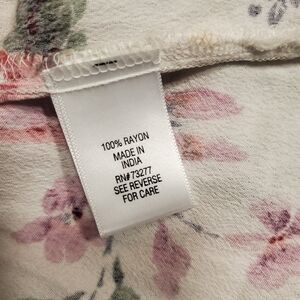 100% RAYON
MADE IN
INDIA
RN# 73277
SEE REVERSE
FOR CARE